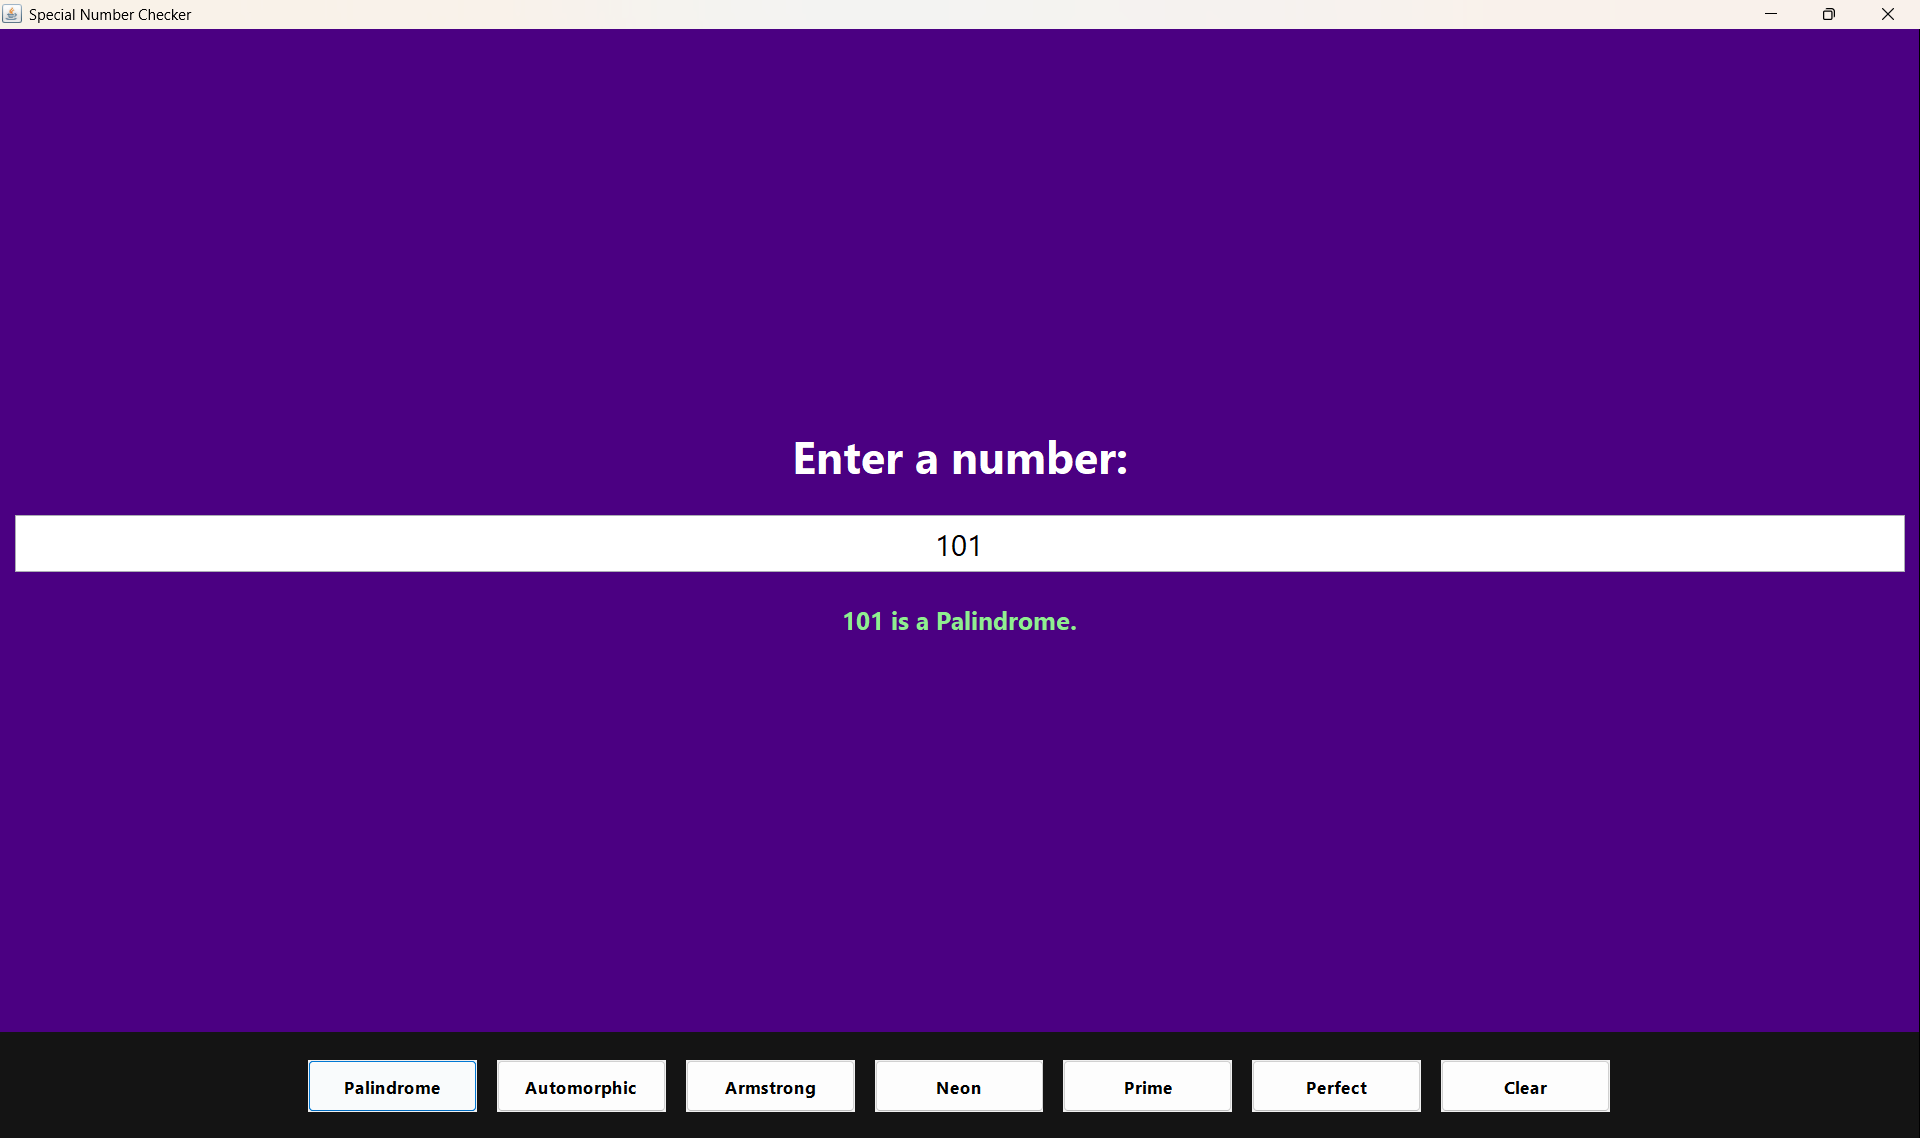 Special Number Checker
Enter a number:
101
101 is a Palindrome.
Palindrome Automorphic Armstrong Neon Prime Perfect Clear